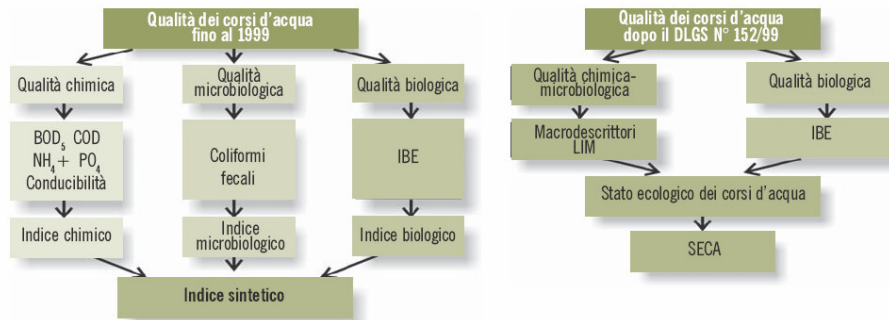 Qualità dei corsi d'acqua
fino al 1999
Qualità chimica
Qualità
microbiologica
Qualità biologica
BOD₅ COD
NH₄+ PO₄
Conducibilità
Coliformi
fecali
IBE
Indice chimico
Indice
microbiologico
Indice biologico
Indice sintetico
Qualità dei corsi d'acqua
dopo il DLGS N° 152/99
Qualità chimica-
microbiologica
Qualità biologica
Macrodescrittori
LIM
IBE
Stato ecologico dei corsi d'acqua
SECA